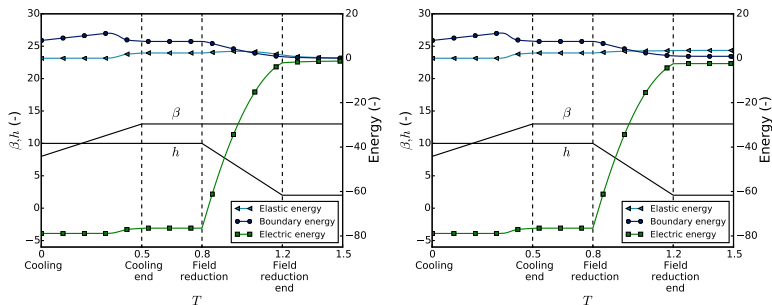 30 20 30 20
25 0 25 0
20 −20 20 −20
15 β 15 β
β,h (-) Energy (-) β,h (-) Energy (-)
10 h −40 10 h −40
5 −60 5 −60
0 Elastic energy 0 Elastic energy
Boundary energy Boundary energy
−5 Electric energy −80 −5 Electric energy −80
0 0.5 0.8 1.2 1.5 0 0.5 0.8 1.2 1.5
Cooling Cooling Field Field Cooling Cooling Field Field
end reduction reduction end reduction reduction
end end
T T